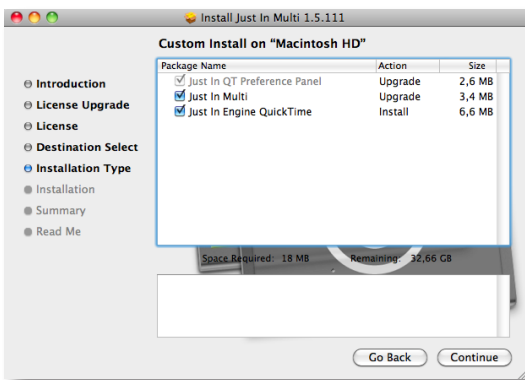 Install Just In Multi 1.5.111
Custom Install on “Macintosh HD”
Package Name Action Size
Just In QT Preference Panel Upgrade 2,6 MB
Just In Multi Upgrade 3,4 MB
Just In Engine QuickTime Install 6,6 MB
Introduction
License Upgrade
License
Destination Select
Installation Type
Installation
Summary
Read Me
Space Required: 18 MB Remaining: 32,66 GB
Go Back Continue